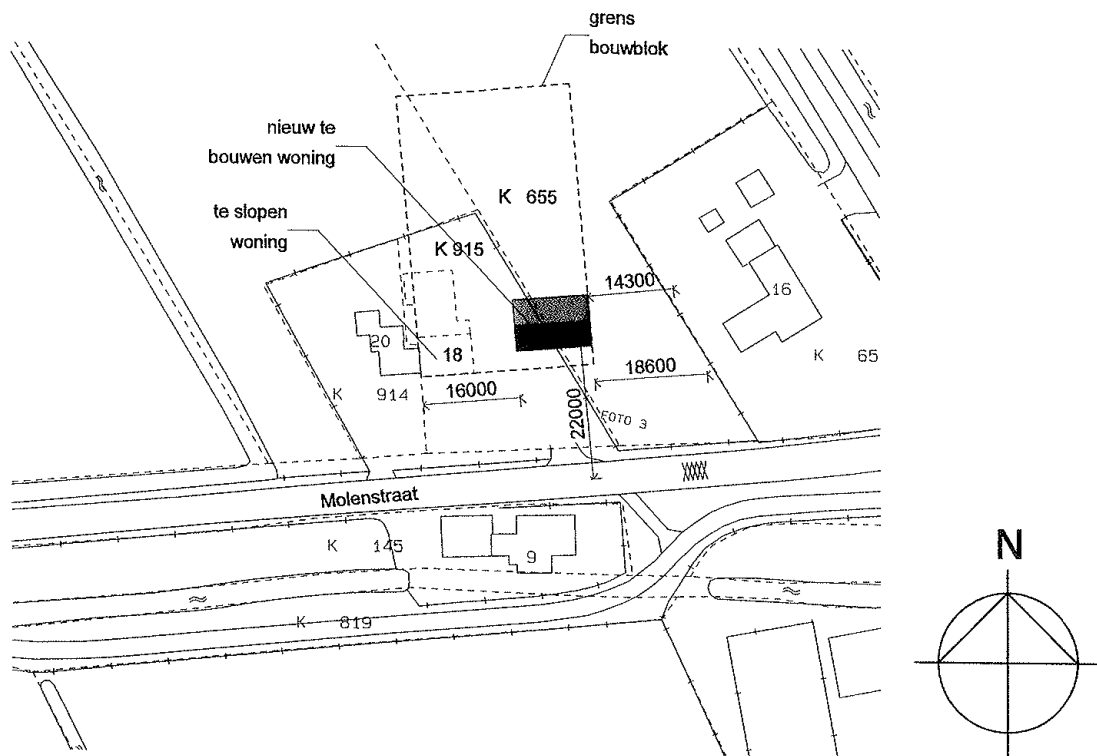 grens
bouwblok
nieuw te
bouwen woning
K 655
te slopen
woning
K 915
14300
16
20
18
K 65
K 914
16000
18600
22000
FOTO 3
Molenstraat
K 145
9
N
K 819